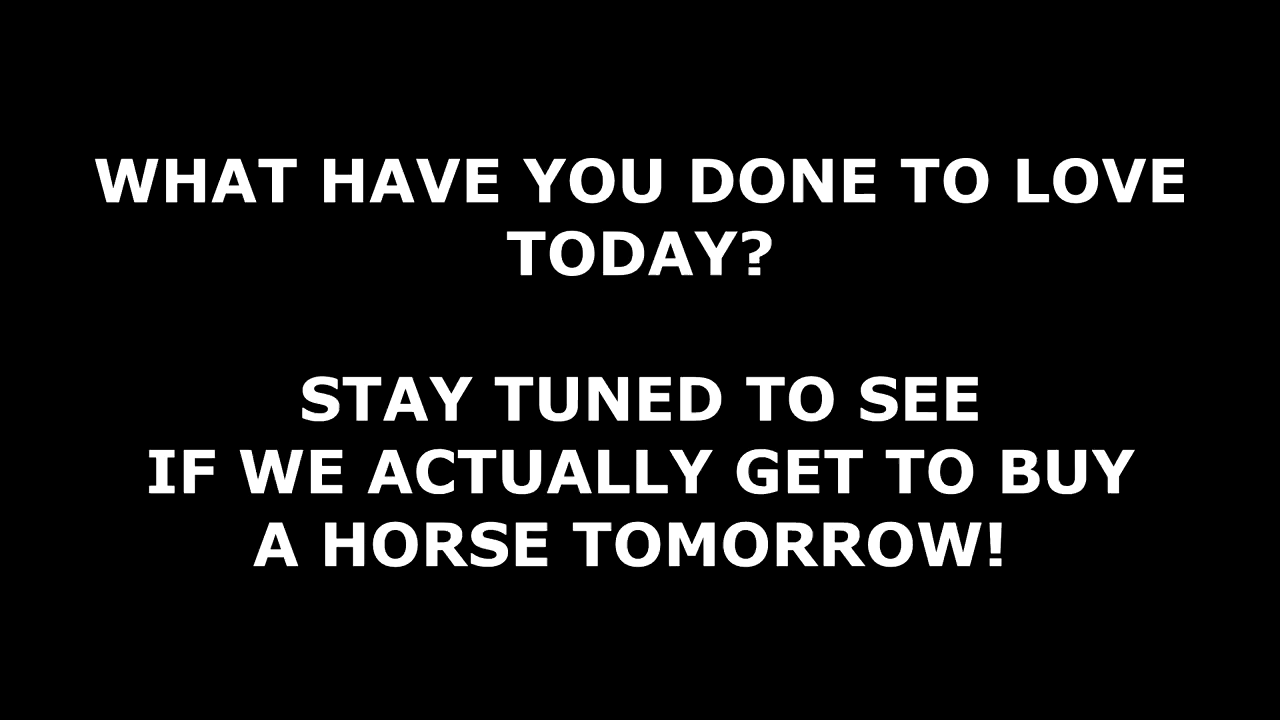 WHAT HAVE YOU DONE TO LOVE
TODAY?
STAY TUNED TO SEE
IF WE ACTUALLY GET TO BUY
A HORSE TOMORROW!